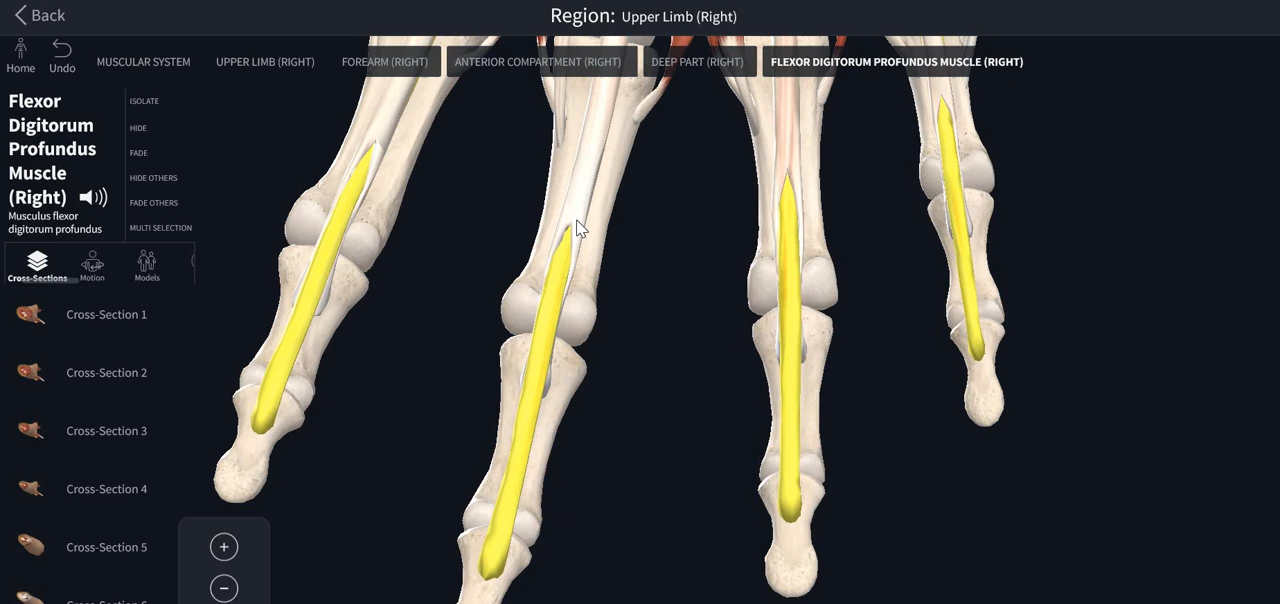 Back
Region: Upper Limb (Right)
Home
Undo
MUSCULAR SYSTEM
UPPER LIMB (RIGHT)
FOREARM (RIGHT)
ANTERIOR COMPARTMENT (RIGHT)
DEEP PART (RIGHT)
FLEXOR DIGITORUM PROFUNDUS MUSCLE (RIGHT)
Flexor
Digitorum
Profundus
Muscle
(Right)
Musculus flexor
digitorum profundus
ISOLATE
HIDE
FADE
HIDE OTHERS
FADE OTHERS
MULTI SELECTION
Cross-Sections
Motion
Models
Cross-Section 1
Cross-Section 2
Cross-Section 3
Cross-Section 4
Cross-Section 5